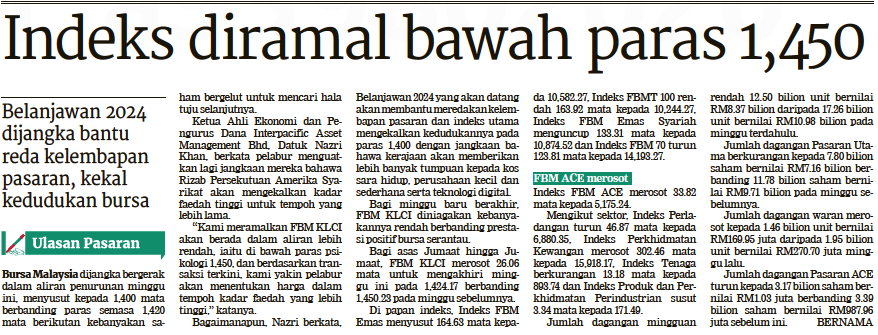 Indeks diramal bawah paras 1,450
Belanjawan 2024
dijangka bantu
reda kelembapan
pasaran, kekal
kedudukan bursa
Ulasan Pasaran
Bursa Malaysia dijangka bergerak
dalam aliran penurunan minggu
ini, menyusut kepada 1,400 mata
berbanding paras semasa 1,420
mata berikutan kebanyakan sa-
ham bergelut untuk mencari hala
tuju selanjutnya.
Ketua Ahli Ekonomi dan Pen-
gurus Dana Interpacific Asset
Management Bhd, Datuk Nazri
Khan, berkata pelabur menguat-
kan lagi jangkaan mereka bahawa
Rizab Persekutuan Amerika Sya-
rikat akan mengekalkan kadar
faedah tinggi untuk tempoh yang
lebih lama.
“Kami meramalkan FBM KLCI
akan berada dalam aliran lebih
rendah, iaitu di bawah paras psi-
kologi 1,450, dan berdasarkan tran-
saksi terkini, kami yakin pelabur
akan menentukan harga dalam
tempoh kadar faedah yang lebih
tinggi,” katanya.
Bagaimanapun, Nazri berkata,
Belanjawan 2024 yang akan datang
akan membantu meredakan kelem-
bapan pasaran dan indeks utama
mengekalkan kedudukannya pada
paras 1,400 dengan jangkaan ba-
hawa kerajaan akan memberikan
lebih banyak tumpuan kepada kos
sara hidup, perusahaan kecil dan
sederhana serta teknologi digital.
Bagi minggu baru berakhir,
FBM KLCI diniagakan kebanya-
kannya rendah berbanding presta-
si positif bursa serantau.
Bagi asas Jumaat hingga Ju-
maat, FBM KLCI merosot 26.06
mata untuk mengakhiri ming-
gu ini pada 1,424.17 berbanding
1,450.23 pada minggu sebelumnya.
Di papan indeks, Indeks FBM
Emas menyusut 164.63 mata kepa-
da 10,582.27, Indeks FBMT 100 ren-
dah 163.92 mata kepada 10,244.27,
Indeks FBM Emas Syariah
menguncup 133.31 mata kepada
10,874.52 dan Indeks FBM 70 turun
123.81 mata kepada 14,193.27.
FBM ACE merosot
Indeks FBM ACE merosot 33.82
mata kepada 5,175.24.
Mengikut sektor, Indeks Perla-
dangan turun 46.87 mata kepada
6,880.35, Indeks Perkhidmatan
Kewangan merosot 302.46 mata
kepada 15,918.17, Indeks Tenaga
berkurangan 13.18 mata kepada
893.74 dan Indeks Produk dan Per-
khidmatan Perindustrian susut
3.34 mata kepada 171.49.
Jumlah dagangan mingguan
rendah 12.50 bilion unit bernilai
RM8.37 bilion daripada 17.26 bilion
unit bernilai RM10.98 bilion pada
minggu terdahulu.
Jumlah dagangan Pasaran Uta-
ma berkurangan kepada 7.80 bilion
saham bernilai RM7.16 bilion ber-
banding 11.78 bilion saham berni-
lai RM9.71 bilion pada minggu se-
belumnya.
Jumlah dagangan waran mero-
sot kepada 1.46 bilion unit bernilai
RM169.95 juta daripada 1.95 bilion
unit bernilai RM270.70 juta ming-
gu lalu.
Jumlah dagangan Pasaran ACE
turun kepada 3.17 bilion saham ber-
nilai RM1.03 juta berbanding 3.39
bilion saham bernilai RM987.96
juta sebelum ini. BERNAMA